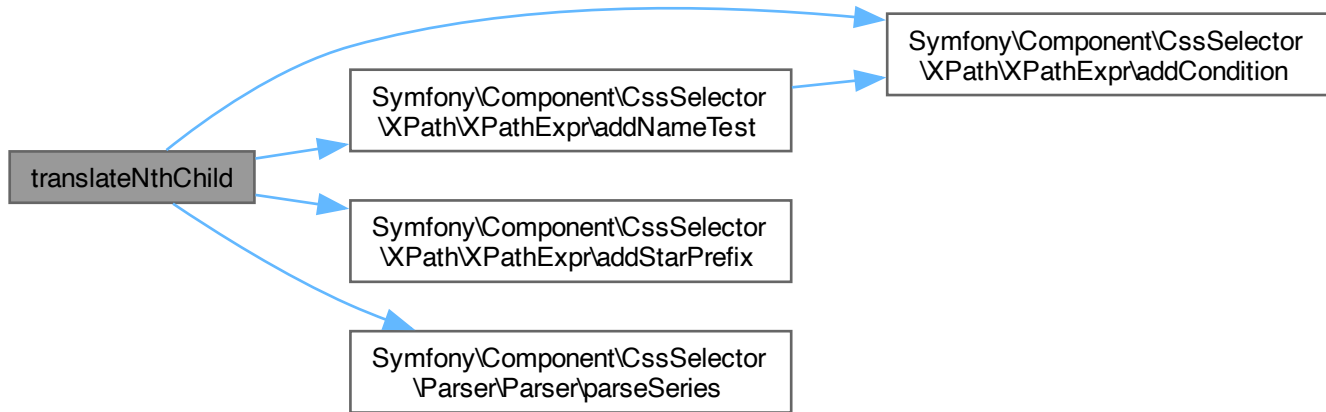 Symfony\Component\CssSelector
\XPath\XPathExpr\addCondition
Symfony\Component\CssSelector
\XPath\XPathExpr\addNameTest
translateNthChild
Symfony\Component\CssSelector
\XPath\XPathExpr\addStarPrefix
Symfony\Component\CssSelector
\Parser\Parser\parseSeries